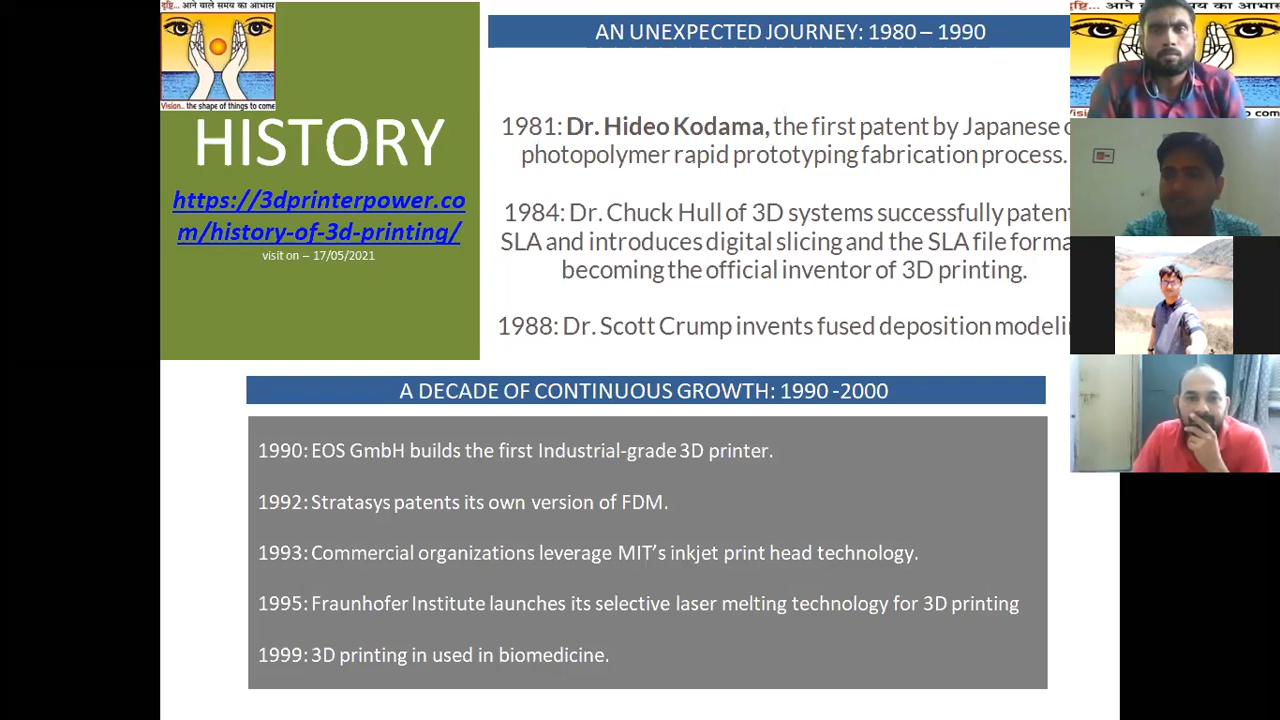 दृष्टि.. आने वाले समय का आभास
Vision.. the shape of things to come
HISTORY
https://3dprinterpower.co
m/history-of-3d-printing/
visit on – 17/05/2021
AN UNEXPECTED JOURNEY: 1980 – 1990
1981: Dr. Hideo Kodama, the first patent by Japanese
photopolymer rapid prototyping fabrication process.
1984: Dr. Chuck Hull of 3D systems successfully patent
SLA and introduces digital slicing and the SLA file forma
becoming the official inventor of 3D printing.
1988: Dr. Scott Crump invents fused deposition modeli
A DECADE OF CONTINUOUS GROWTH: 1990 -2000
1990: EOS GmbH builds the first Industrial-grade 3D printer.
1992: Stratasys patents its own version of FDM.
1993: Commercial organizations leverage MIT’s inkjet print head technology.
1995: Fraunhofer Institute launches its selective laser melting technology for 3D printing
1999: 3D printing in used in biomedicine.
दृष्टि.. आने वाले समय का आभास